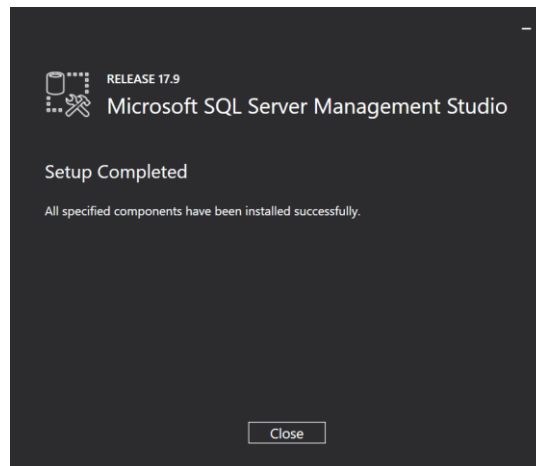 RELEASE 17.9
Microsoft SQL Server Management Studio
Setup Completed
All specified components have been installed successfully.
Close